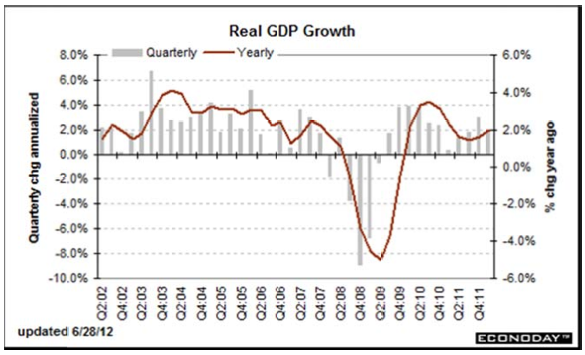 Real GDP Growth
Quarterly Yearly
Quarterly chg annualized
8.0%
6.0%
4.0%
2.0%
0.0%
-2.0%
-4.0%
-6.0%
-8.0%
-10.0%
6.0%
4.0%
2.0%
0.0%
-2.0%
-4.0%
-6.0%
% chg year ago
Q2:02
Q4:02
Q2:03
Q4:03
Q2:04
Q4:04
Q2:05
Q4:05
Q2:06
Q4:06
Q2:07
Q4:07
Q2:08
Q4:08
Q2:09
Q4:09
Q2:10
Q4:10
Q2:11
Q4:11
updated 6/28/12
ECONODAY™